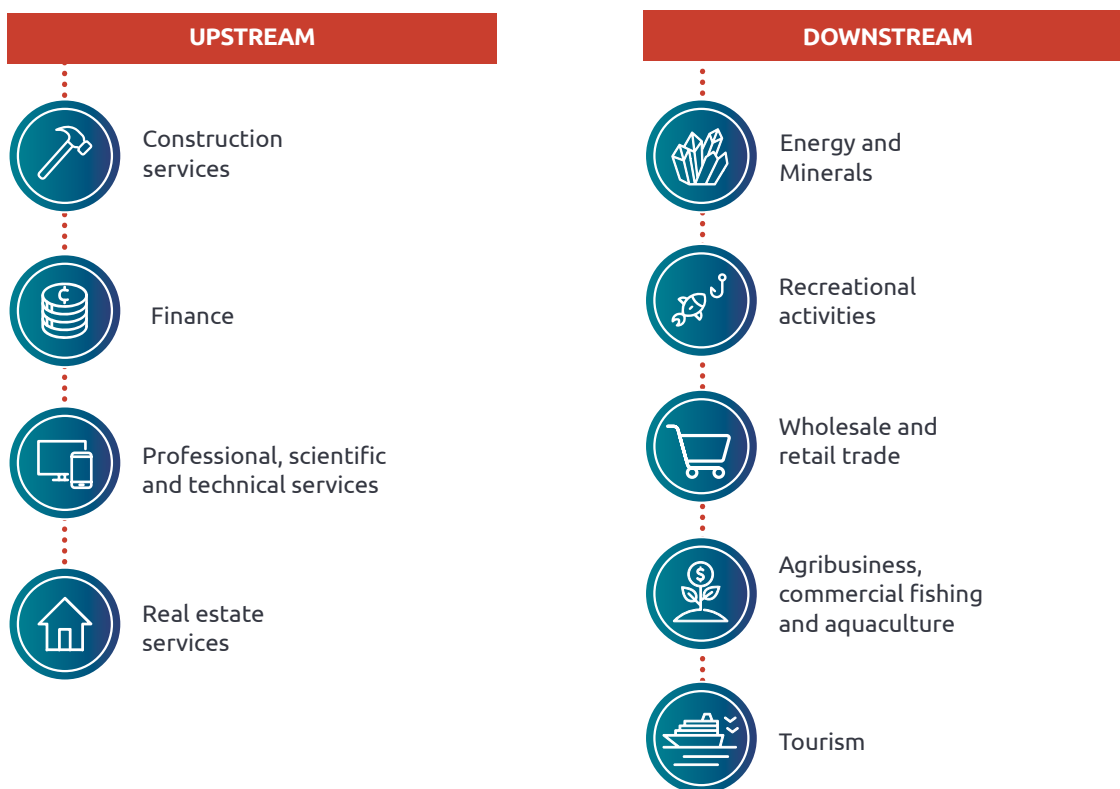 UPSTREAM
Construction
services
Finance
Professional, scientific
and technical services
Real estate
services
DOWNSTREAM
Energy and
Minerals
Recreational
activities
Wholesale and
retail trade
Agribusiness,
commercial fishing
and aquaculture
Tourism